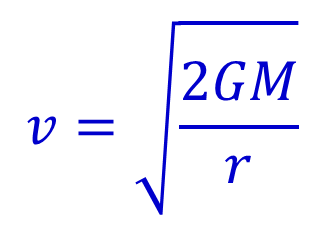 v = √(2GM/r)